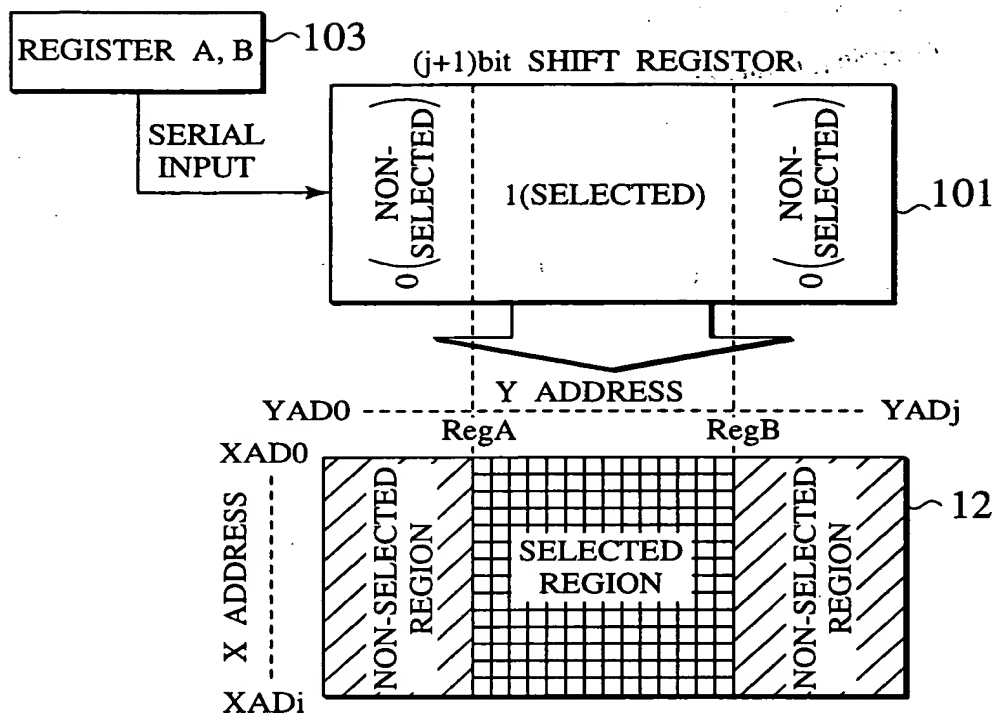 REGISTER A, B
103
(j+1)bit SHIFT REGISTOR
SERIAL
INPUT
0 (NON-
SELECTED)
1(SELECTED)
0 (NON-
SELECTED)
101
Y ADDRESS
YAD0
YADj
RegA
RegB
XAD0
X ADDRESS
XADi
NON-SELECTED
REGION
SELECTED
REGION
NON-SELECTED
REGION
12